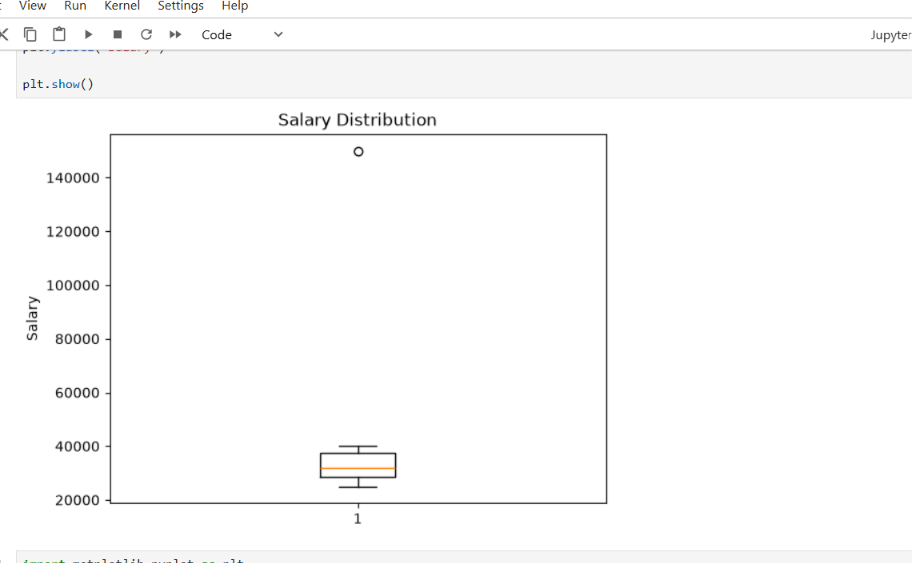 View Run Kernel Settings Help
Code
Jupyter
plt.show()
Salary Distribution
140000
120000
100000
80000
60000
40000
20000
Salary
1